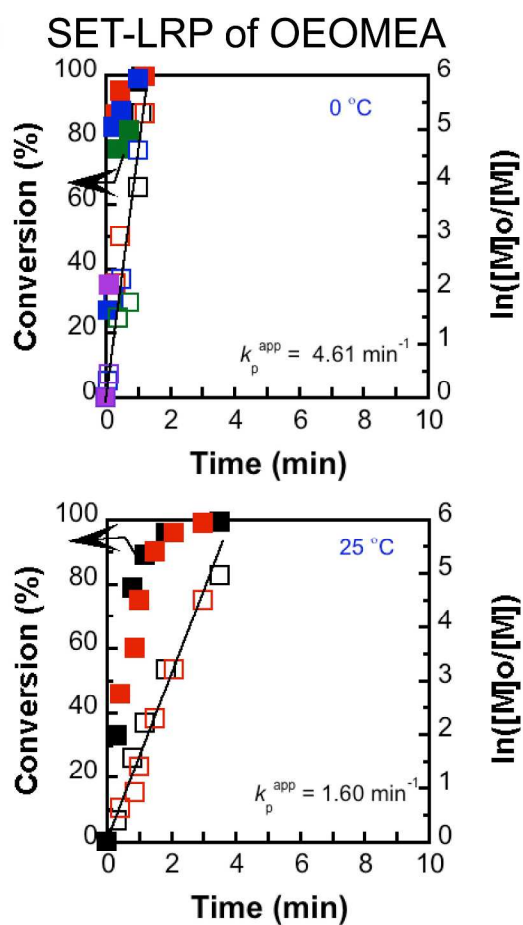 SET-LRP of OEOMEA
100
80
60
40
20
0
Conversion (%)
6
5
4
3
2
1
0
ln([M]o/[M])
0 °C
kₚᵃᵖᵖ = 4.61 min⁻¹
0 2 4 6 8 10
Time (min)
100
80
60
40
20
0
Conversion (%)
6
5
4
3
2
1
0
ln([M]o/[M])
25 °C
kₚᵃᵖᵖ = 1.60 min⁻¹
0 2 4 6 8 10
Time (min)